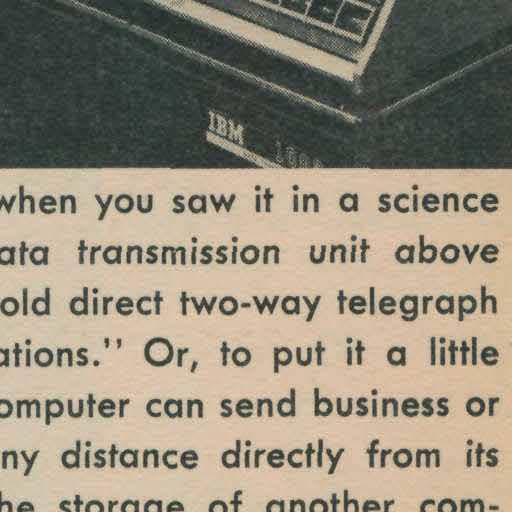 IBM
when you saw it in a science
ata transmission unit above
old direct two-way telegraph
ations." Or, to put it a little
omputer can send business or
ny distance directly from its
he storage of another com-